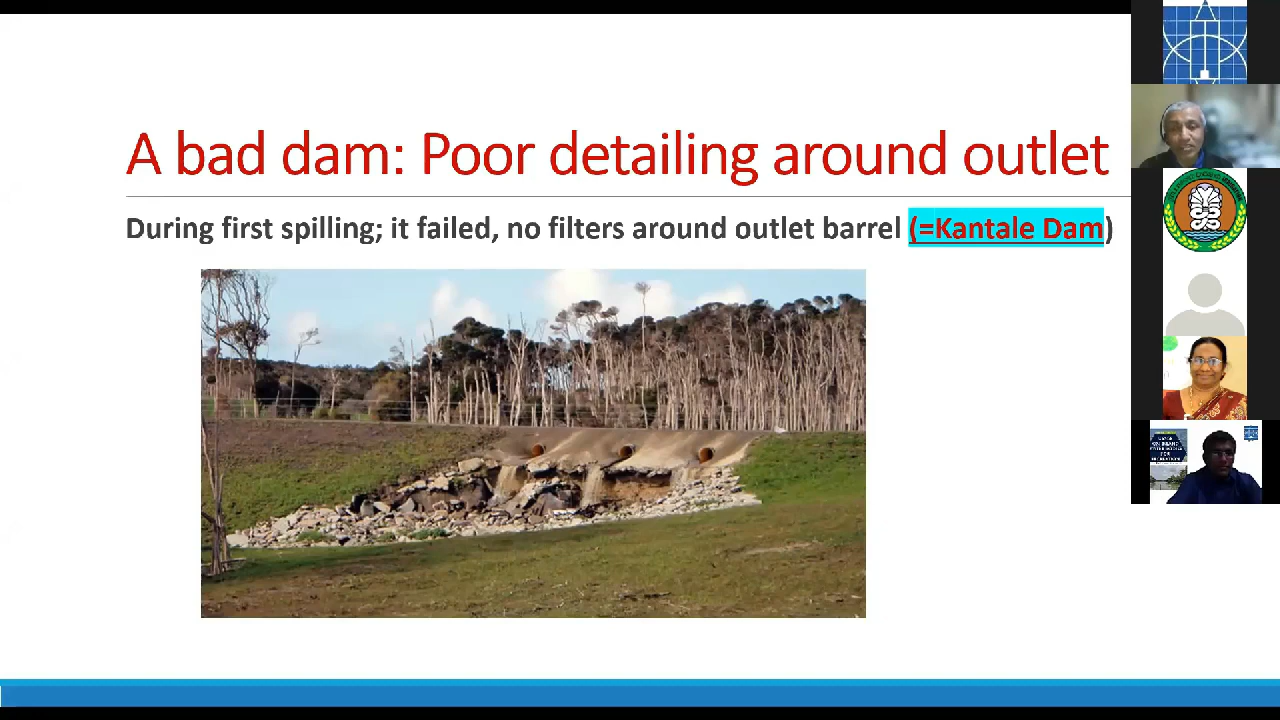 A bad dam: Poor detailing around outlet
During first spilling; it failed, no filters around outlet barrel (=Kantale Dam)